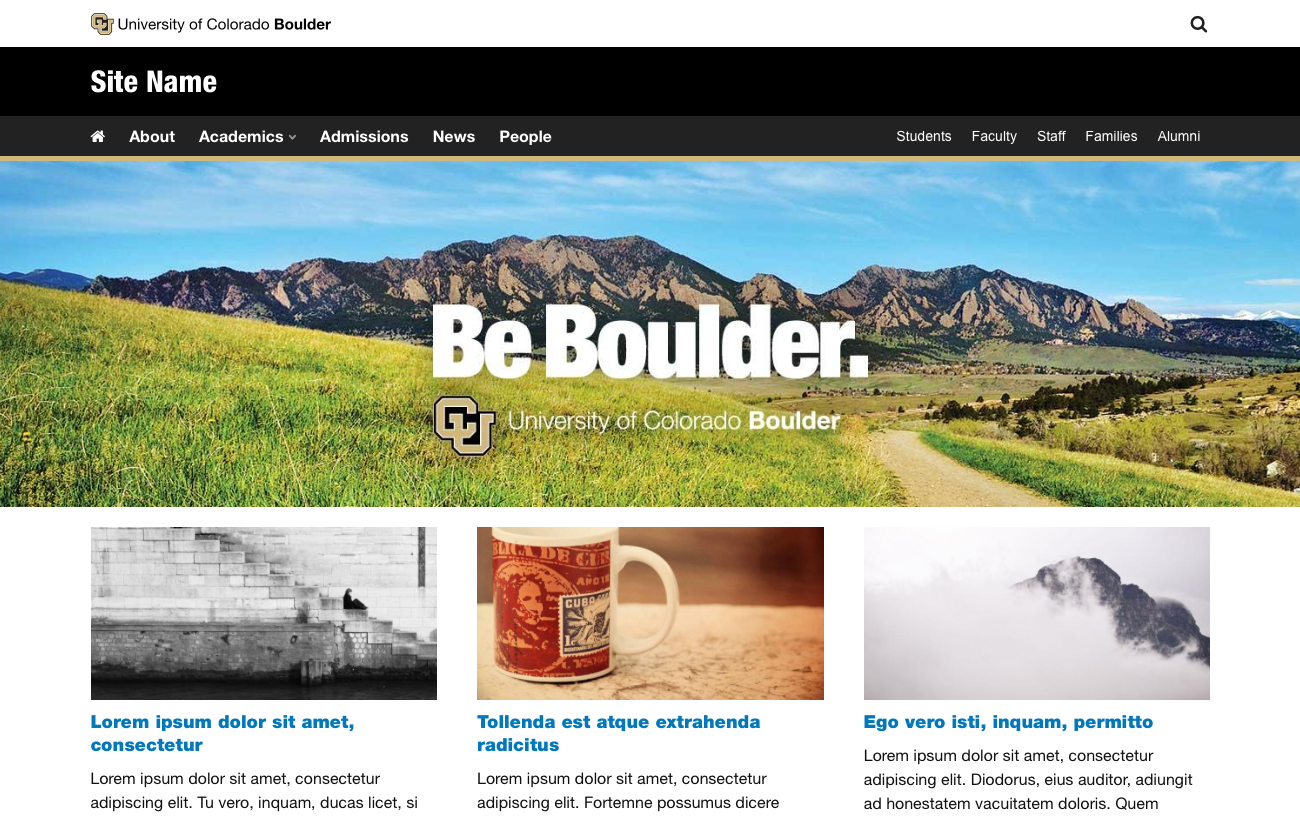 University of Colorado Boulder
Site Name
About Academics Admissions News People
Students Faculty Staff Families Alumni
Be Boulder.
University of Colorado Boulder
CUBA
Lorem ipsum dolor sit amet,
consectetur
Lorem ipsum dolor sit amet, consectetur
adipiscing elit. Tu vero, inquam, ducas licet, si
Tollenda est atque extrahenda
radicitus
Lorem ipsum dolor sit amet, consectetur
adipiscing elit. Fortemne possumus dicere
Ego vero isti, inquam, permitto
Lorem ipsum dolor sit amet, consectetur
adipiscing elit. Diodorus, eius auditor, adiungit
ad honestatem vacuitatem doloris. Quem